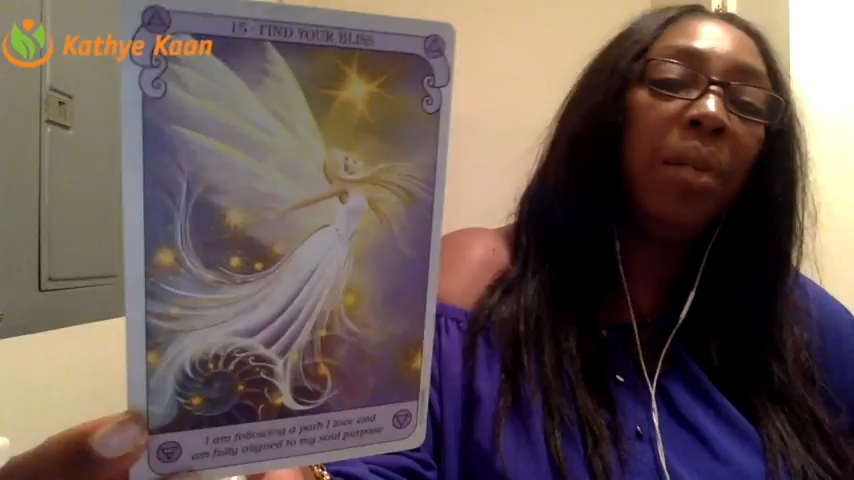 Kathye Kaan
15 - FIND YOUR BLISS
I am following a path I love and
am fully aligned to my soul purpose